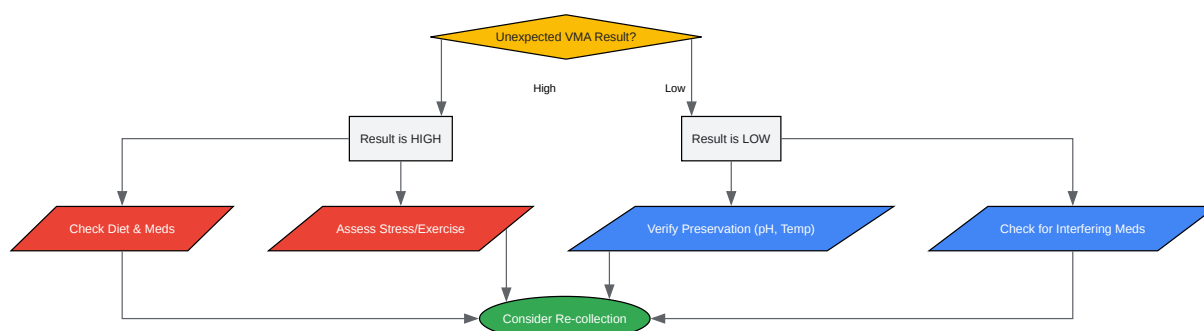 Unexpected VMA Result?
High
Low
Result is HIGH
Result is LOW
Check Diet & Meds
Assess Stress/Exercise
Verify Preservation (pH, Temp)
Check for Interfering Meds
Consider Re-collection